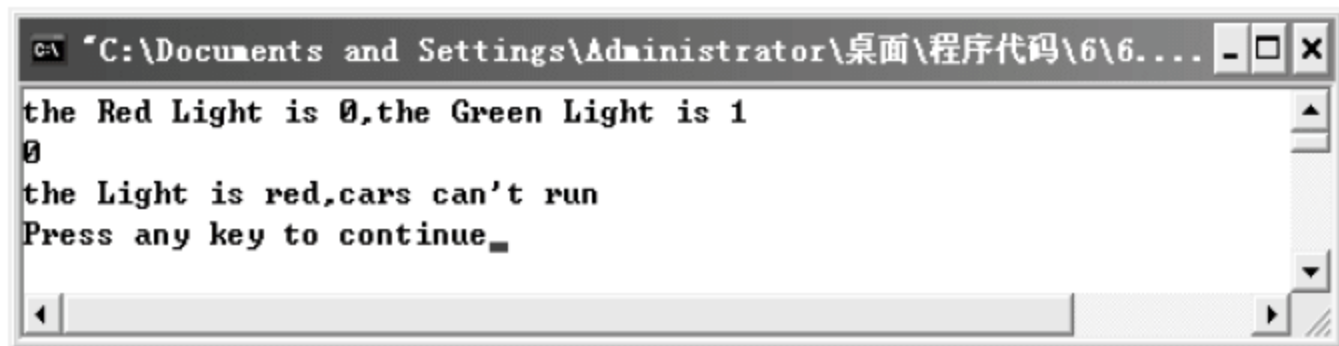 "C:\Documents and Settings\Administrator\桌面\程序代码\6\6....
the Red Light is 0,the Green Light is 1
0
the Light is red,cars can't run
Press any key to continue